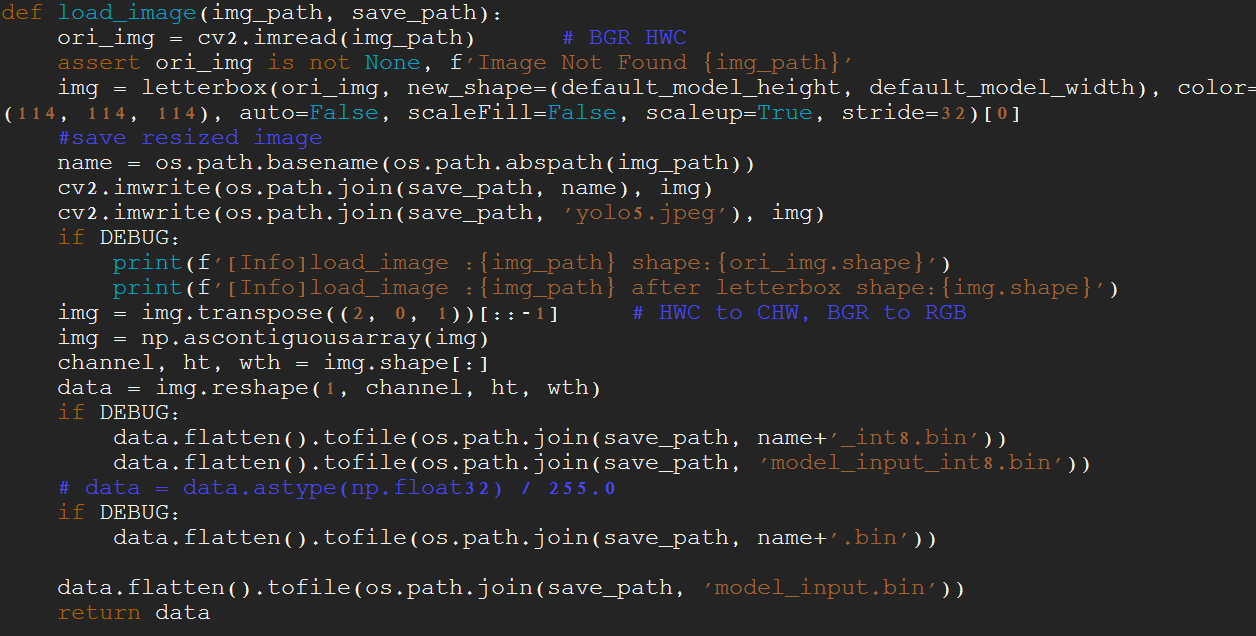 def load_image(img_path, save_path):
    ori_img = cv2.imread(img_path)      # BGR HWC
    assert ori_img is not None, f'Image Not Found {img_path}'
    img = letterbox(ori_img, new_shape=(default_model_height, default_model_width), color=
(114, 114, 114), auto=False, scaleFill=False, scaleup=True, stride=32)[0]
    #save resized image
    name = os.path.basename(os.path.abspath(img_path))
    cv2.imwrite(os.path.join(save_path, name), img)
    cv2.imwrite(os.path.join(save_path, 'yolo5.jpeg'), img)
    if DEBUG:
        print(f'[Info]load_image :{img_path} shape:{ori_img.shape}')
        print(f'[Info]load_image :{img_path} after letterbox shape:{img.shape}')
    img = img.transpose((2, 0, 1))[::-1]     # HWC to CHW, BGR to RGB
    img = np.ascontiguousarray(img)
    channel, ht, wth = img.shape[:]
    data = img.reshape(1, channel, ht, wth)
    if DEBUG:
        data.flatten().tofile(os.path.join(save_path, name+'_int8.bin'))
        data.flatten().tofile(os.path.join(save_path, 'model_input_int8.bin'))
    # data = data.astype(np.float32) / 255.0
    if DEBUG:
        data.flatten().tofile(os.path.join(save_path, name+'.bin'))

    data.flatten().tofile(os.path.join(save_path, 'model_input.bin'))
    return data